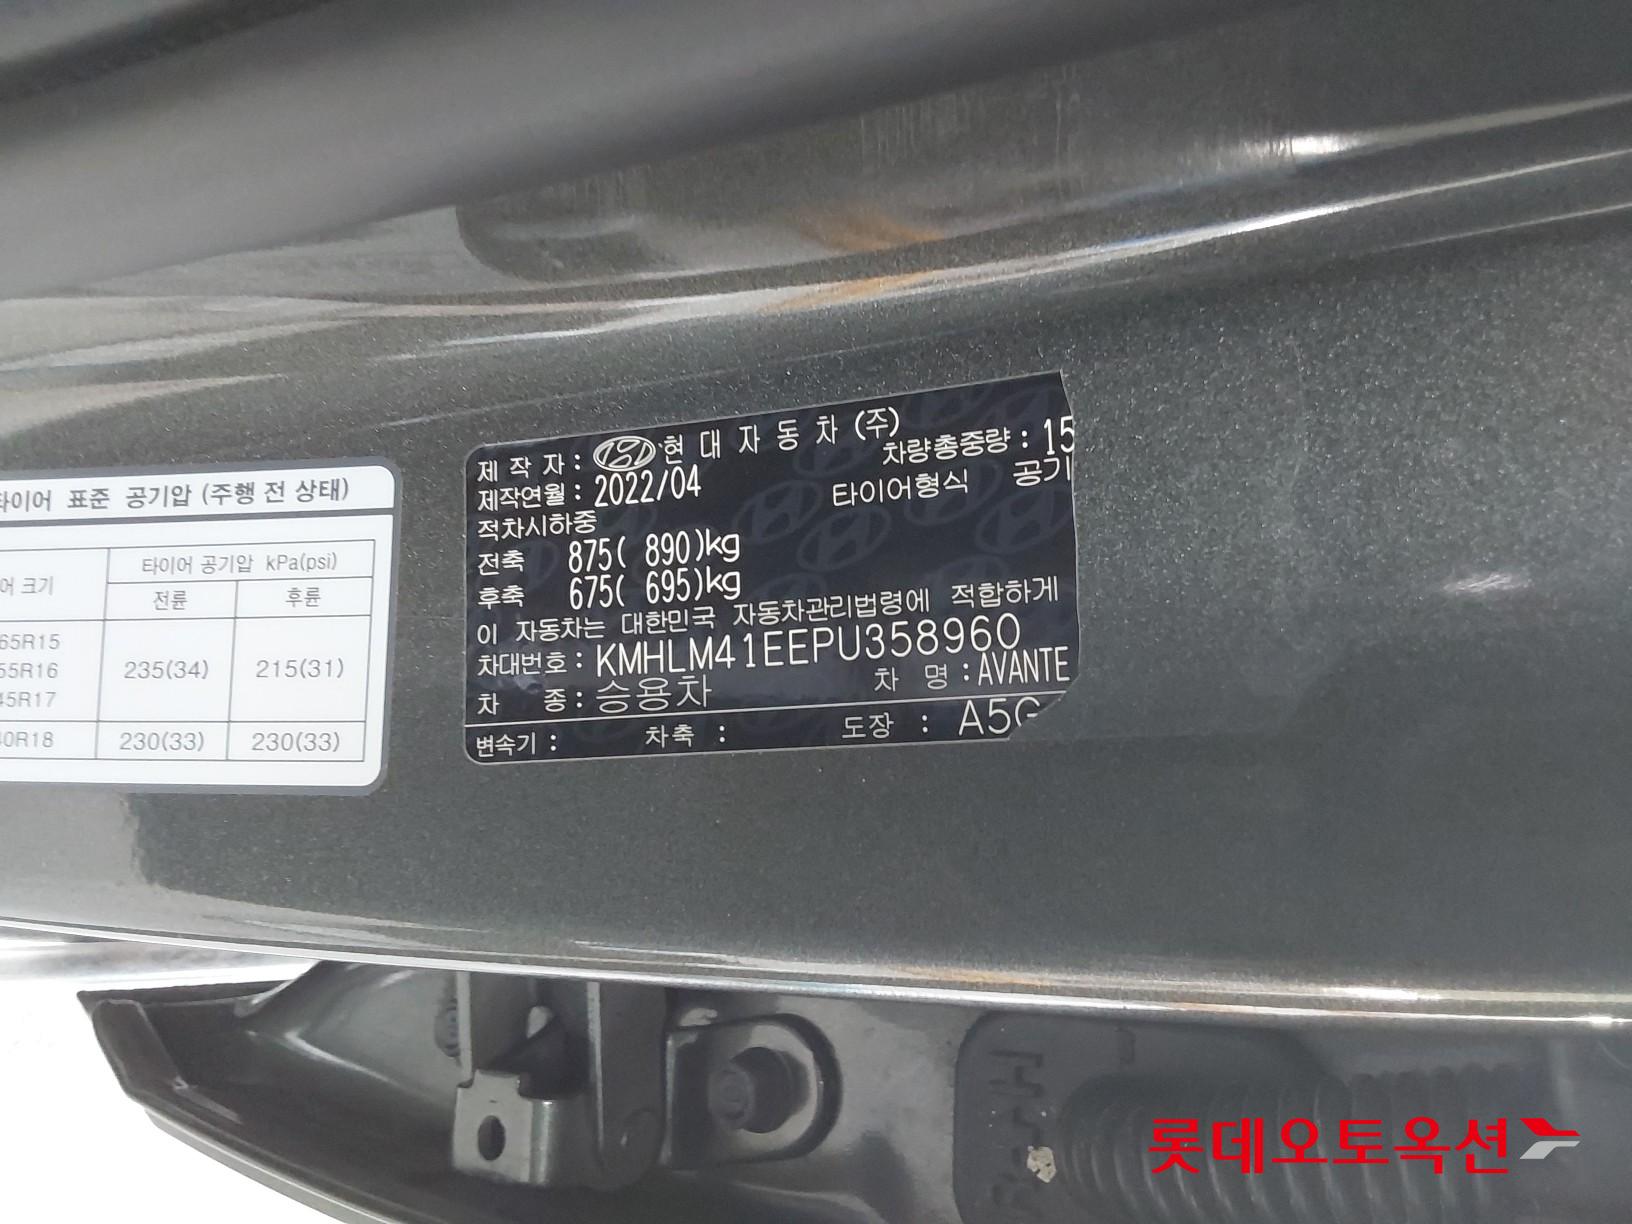 타이어 표준 공기압 (주행 전 상태)
어 크기
타이어 공기압 kPa(psi)
전륜 후륜
65R15
55R16 235(34) 215(31)
45R17
40R18 230(33) 230(33)
제 작 자 : 현 대 자 동 차 (주)
차량총중량 : 15
제작연월 : 2022/04 타이어형식 공기
적차시하중
전축 875( 890)kg
후축 675( 695)kg
이 자동차는 대한민국 자동차관리법령에 적합하게
차대번호 : KMHLM41EEPU358960
차 종 : 승용차 차 명 : AVANTE
변속기 : 차축 : 도장 : A5G
롯데오토옥션